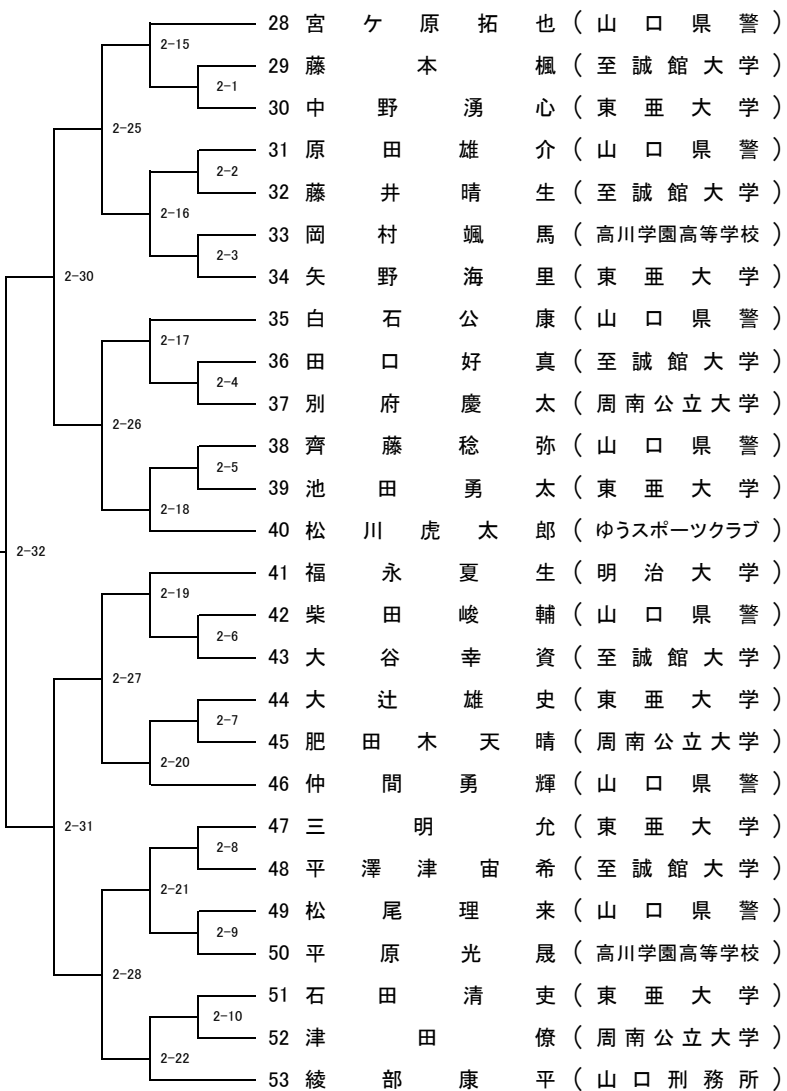 28 宮ケ原拓也 (山口県警)
2-15
29 藤本楓 (至誠館大学)
2-1
30 中野湧心 (東亜大学)
2-25
31 原田雄介 (山口県警)
2-2
32 藤井晴生 (至誠館大学)
2-16
33 岡村颯馬 (高川学園高等学校)
2-3
34 矢野海里 (東亜大学)
2-30
35 白石公康 (山口県警)
2-17
36 田口好真 (至誠館大学)
2-4
37 別府慶太 (周南公立大学)
2-26
38 齊藤稔弥 (山口県警)
2-5
39 池田勇太 (東亜大学)
2-18
40 松川虎太郎 (ゆうスポーツクラブ)
2-32
41 福永夏生 (明治大学)
2-19
42 柴田峻輔 (山口県警)
2-6
43 大谷幸資 (至誠館大学)
2-27
44 大辻雄史 (東亜大学)
2-7
45 肥田木天晴 (周南公立大学)
2-20
46 仲間勇輝 (山口県警)
2-31
47 三明允 (東亜大学)
2-8
48 平澤津宙希 (至誠館大学)
2-21
49 松尾理来 (山口県警)
2-9
50 平原光晟 (高川学園高等学校)
2-28
51 石田清吏 (東亜大学)
2-10
52 津田僚 (周南公立大学)
2-22
53 綾部康平 (山口刑務所)